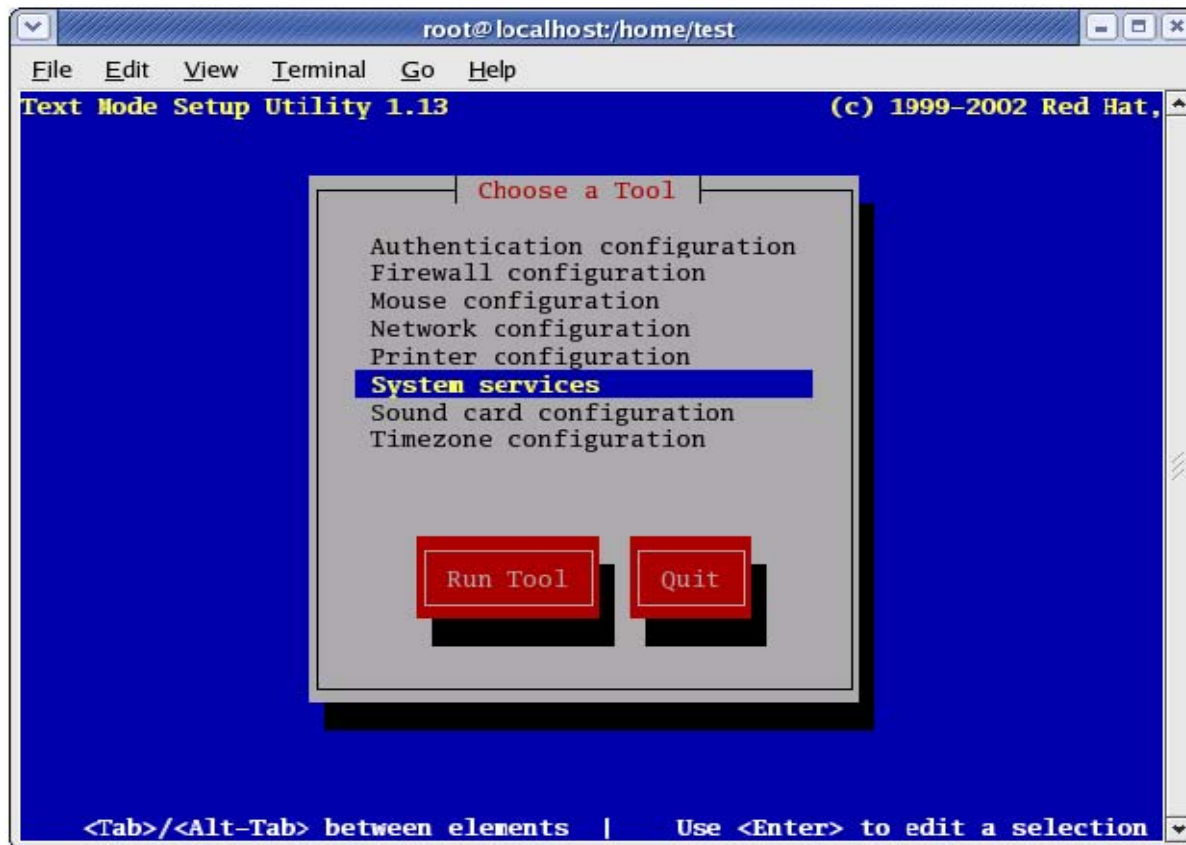 root@localhost:/home/test
File Edit View Terminal Go Help
Text Mode Setup Utility 1.13 (c) 1999-2002 Red Hat,
Choose a Tool
Authentication configuration
Firewall configuration
Mouse configuration
Network configuration
Printer configuration
System services
Sound card configuration
Timezone configuration
Run Tool Quit
<Tab>/<Alt-Tab> between elements | Use <Enter> to edit a selection